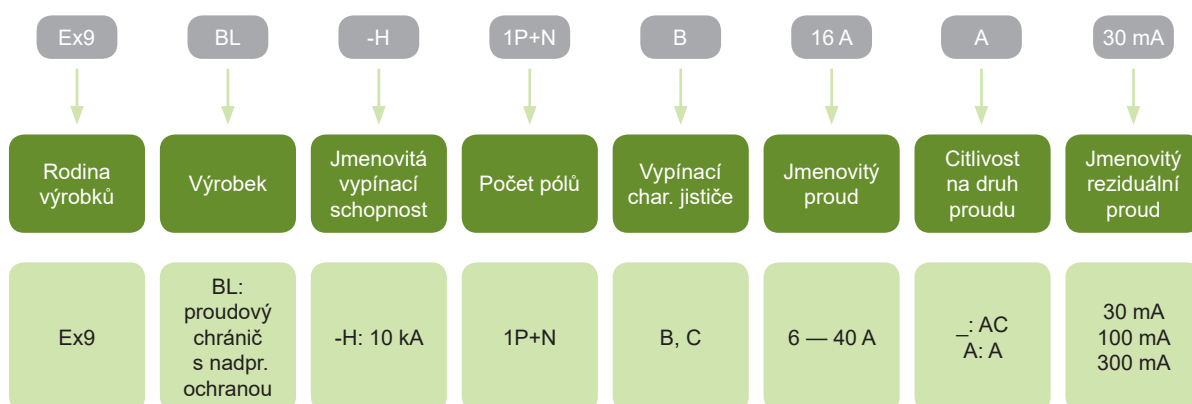 Ex9
BL
-H
1P+N
B
16 A
A
30 mA
Rodina
výrobků
Výrobek
Jmenovitá
vypínací
schopnost
Počet pólů
Vypínací
char. jističe
Jmenovitý
proud
Citlivost
na druh
proudu
Jmenovitý
reziduální
proud
Ex9
BL:
proudový
chránič
s nadpr.
ochranou
-H: 10 kA
1P+N
B, C
6 — 40 A
_: AC
A: A
30 mA
100 mA
300 mA